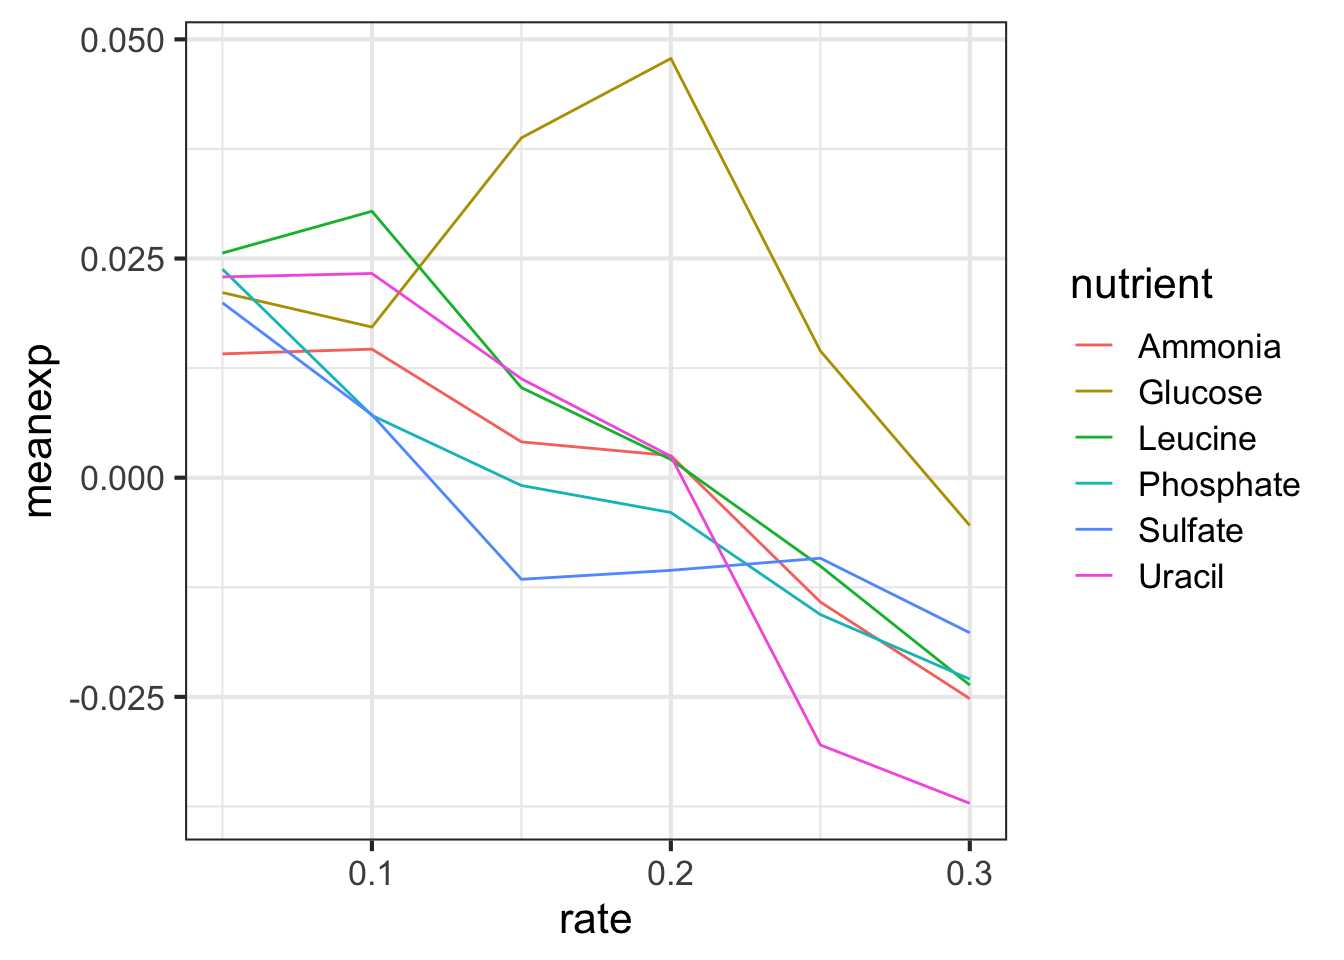 0.050
0.025
0.000
-0.025
meanexp
0.1
0.2
0.3
rate
nutrient
Ammonia
Glucose
Leucine
Phosphate
Sulfate
Uracil